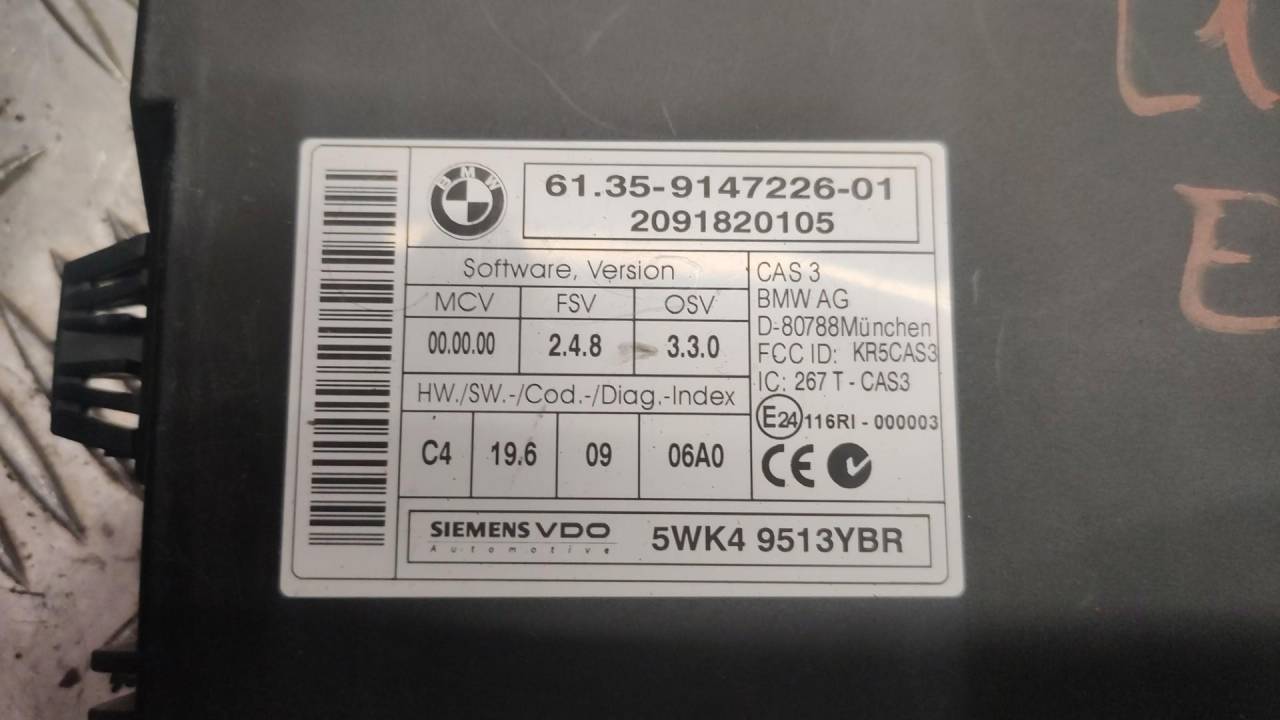 BMW
61.35-9147226-01
2091820105
Software, Version
MCV FSV OSV
00.00.00 2.4.8 3.3.0
HW./SW.-/Cod.-/Diag.-Index
C4 19.6 09 06A0
CAS 3
BMW AG
D-80788München
FCC ID: KR5CAS3
IC: 267 T - CAS3
E24 116RI - 000003
CE
SIEMENS VDO
Automotive
5WK4 9513YBR
E